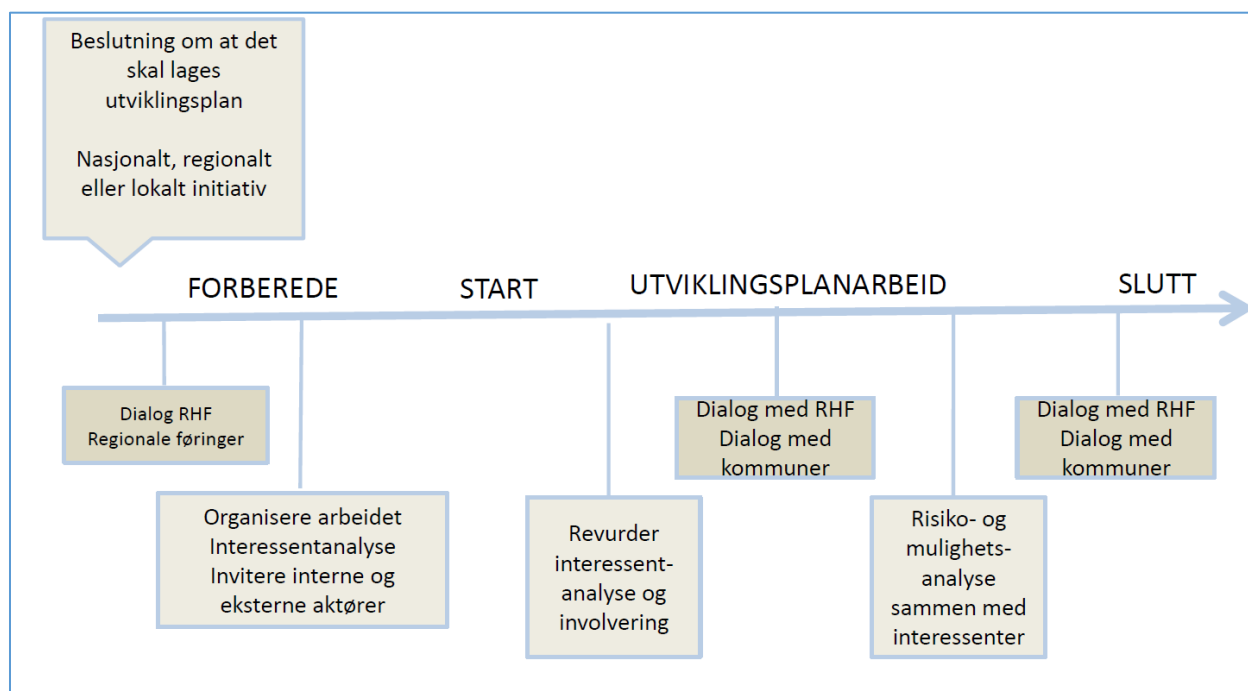 Beslutning om at det
skal lages
utviklingsplan
Nasjonalt, regionalt
eller lokalt initiativ
FORBEREDE
START
UTVIKLINGSPLANARBEID
SLUTT
Dialog RHF
Regionale føringer
Organisere arbeidet
Interessentanalyse
Invitere interne og
eksterne aktører
Revurder
interessent-
analyse og
involvering
Dialog med RHF
Dialog med
kommuner
Risiko- og
mulighets-
analyse
sammen med
interessenter
Dialog med RHF
Dialog med
kommuner